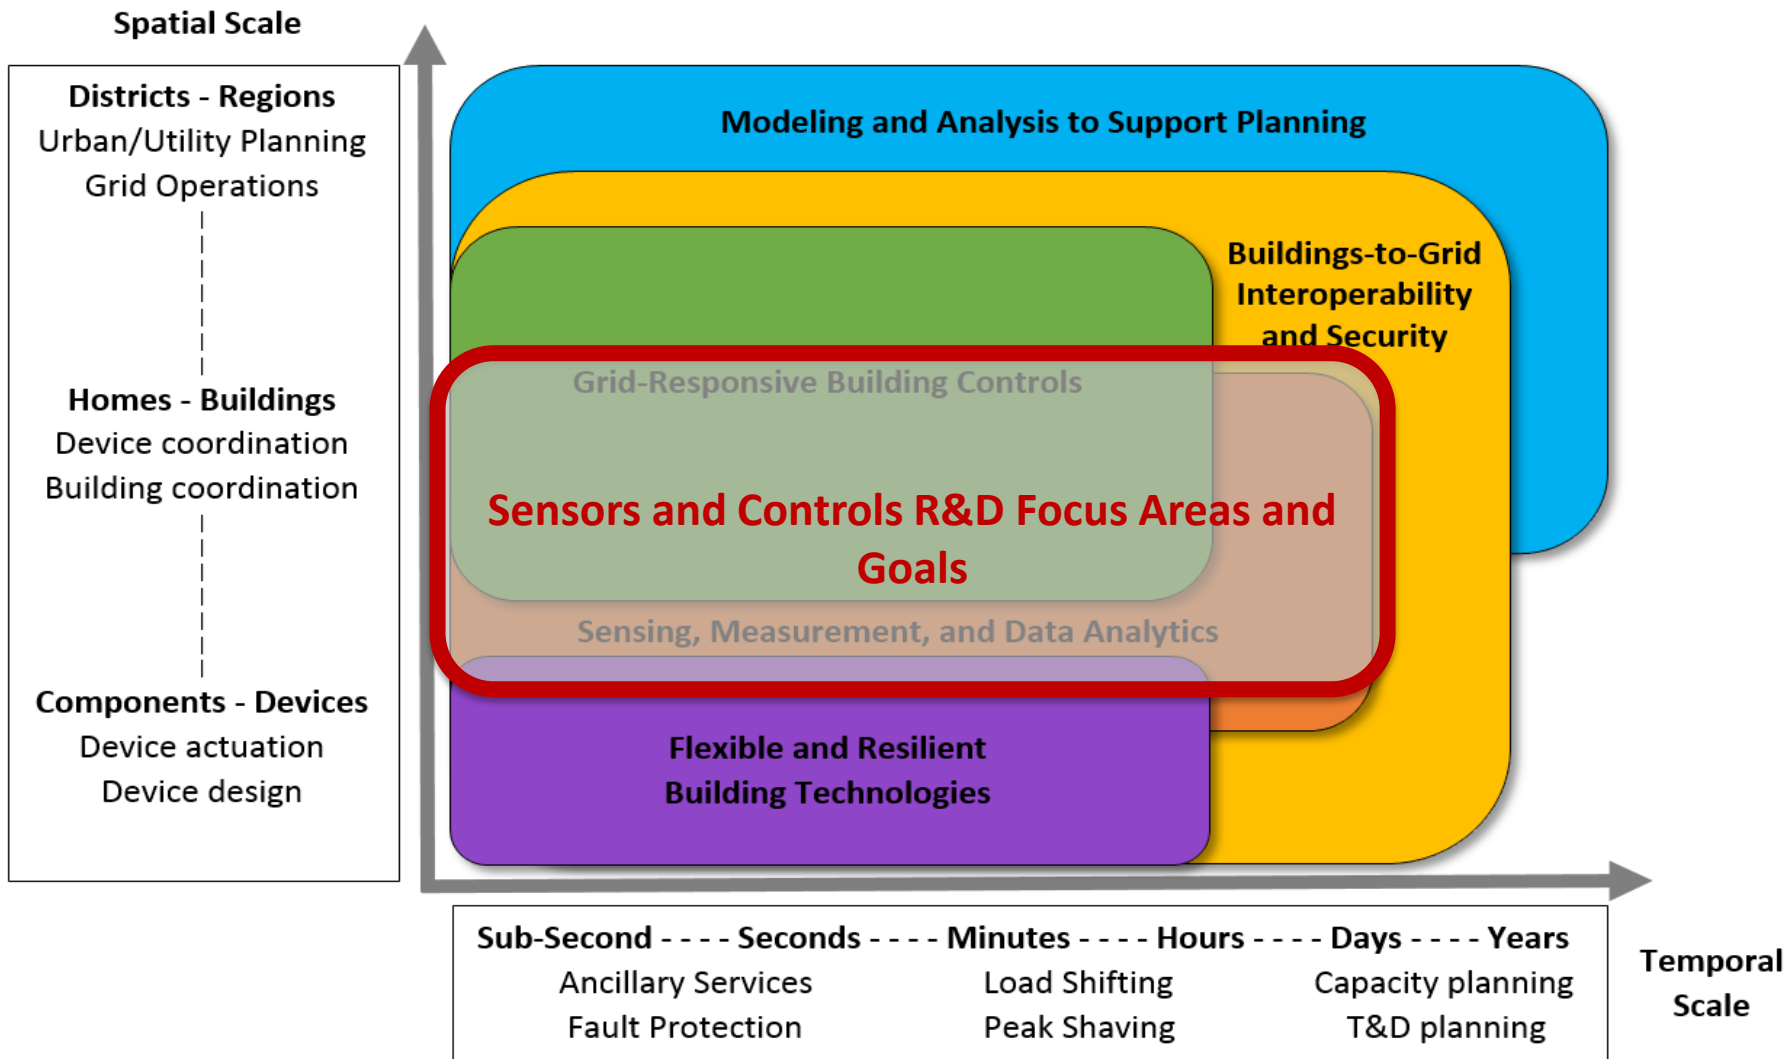 Spatial Scale
Districts - Regions
Urban/Utility Planning
Grid Operations
Homes - Buildings
Device coordination
Building coordination
Components - Devices
Device actuation
Device design
Modeling and Analysis to Support Planning
Buildings-to-Grid
Interoperability
and Security
Grid-Responsive Building Controls
Sensors and Controls R&D Focus Areas and
Goals
Sensing, Measurement, and Data Analytics
Flexible and Resilient
Building Technologies
Sub-Second - - - - Seconds - - - - Minutes - - - - Hours - - - - Days - - - - Years
Ancillary Services Load Shifting Capacity planning
Fault Protection Peak Shaving T&D planning
Temporal
Scale